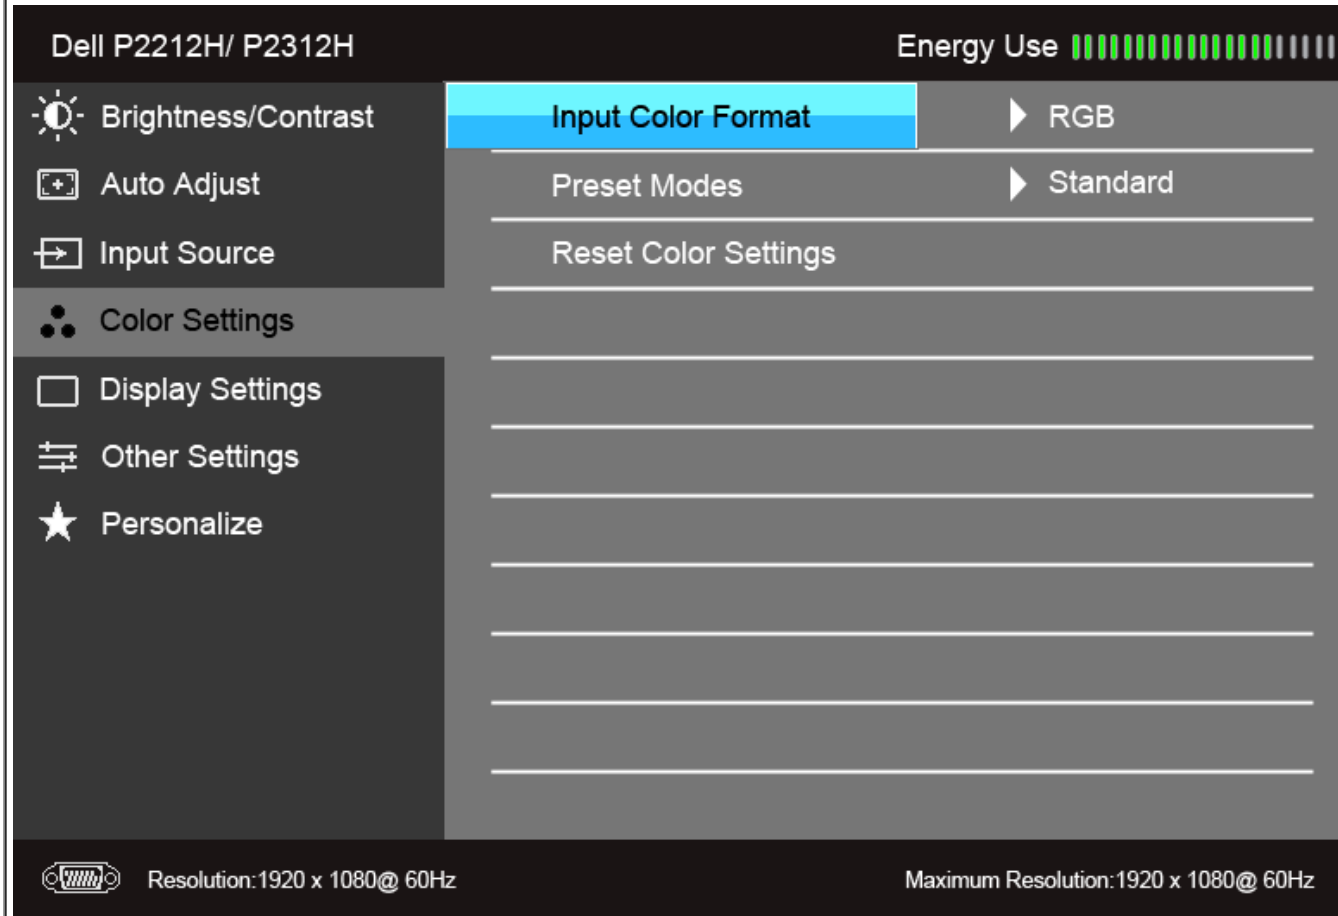 Dell P2212H/ P2312H
Energy Use
Brightness/Contrast
Auto Adjust
Input Source
Color Settings
Display Settings
Other Settings
Personalize
Input Color Format
RGB
Preset Modes
Standard
Reset Color Settings
Resolution:1920 x 1080@ 60Hz
Maximum Resolution:1920 x 1080@ 60Hz